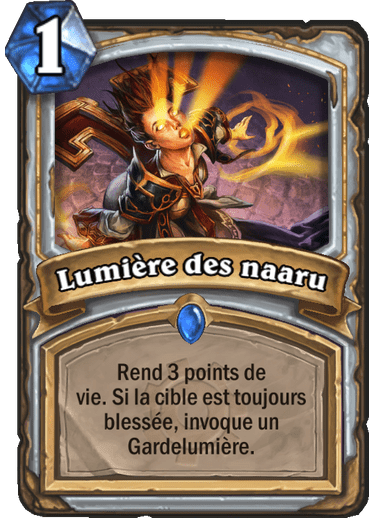 1
Lumière des naaru
Rend 3 points de
vie. Si la cible est toujours
blessée, invoque un
Gardelumière.